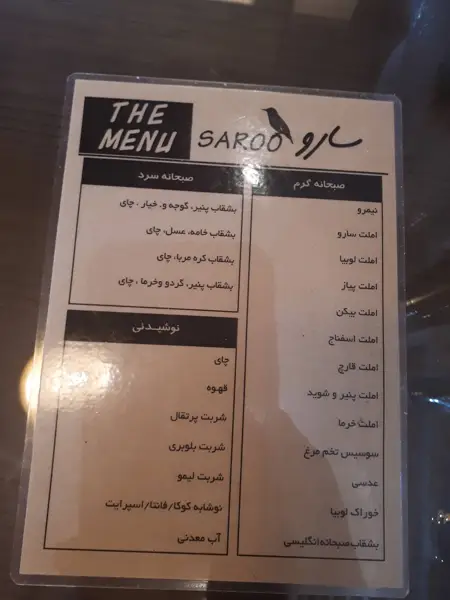 THE
MENU
SAROO سارو
صبحانه گرم
نیمرو
املت سارو
املت لوبیا
املت پیاز
املت بیکن
املت اسفناج
املت قارچ
املت پنیر و شوید
املت خرما
سوسیس تخم مرغ
عدسی
خوراک لوبیا
بشقاب صبحانه انگلیسی
صبحانه سرد
بشقاب پنیر، گوجه و. خیار ، چای
بشقاب خامه، عسل، چای
بشقاب کره مربا، چای
بشقاب پنیر، گردو وخرما ، چای
نوشیدنی
چای
قهوه
شربت پرتقال
شربت بلوبری
شربت لیمو
نوشابه کوکا/فانتا/اسپرایت
آب معدنی